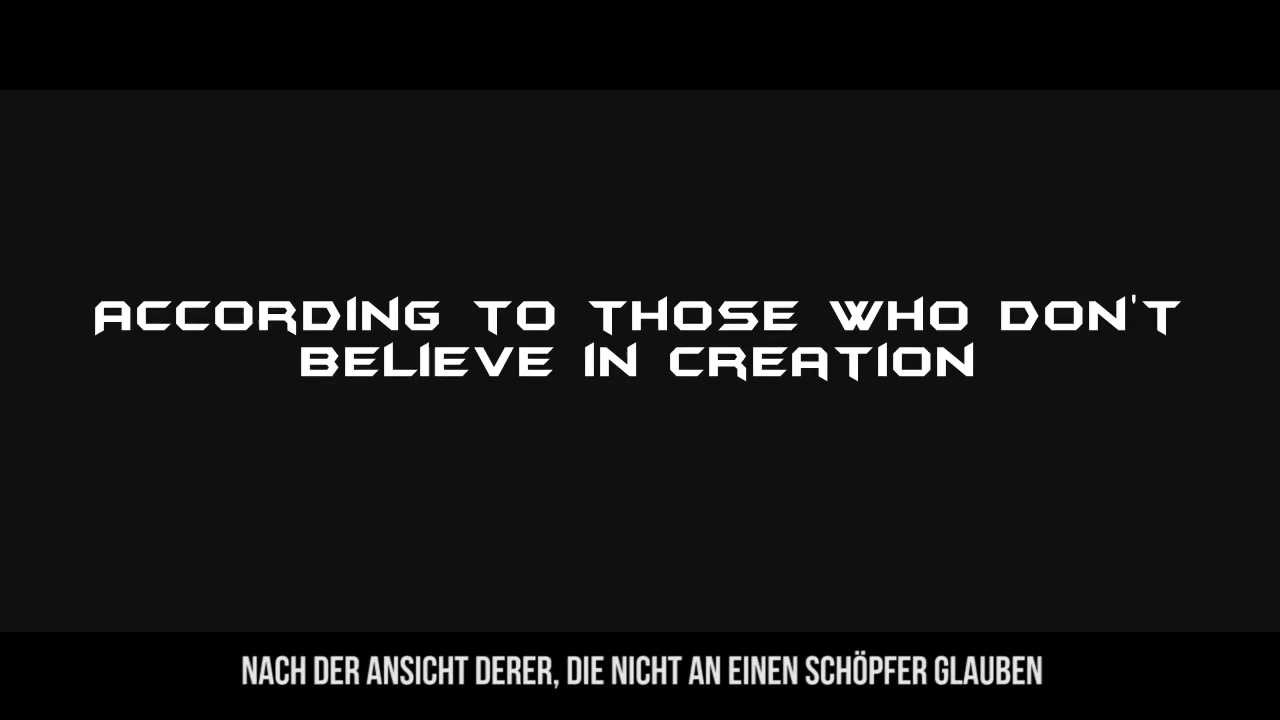 ACCORDING TO THOSE WHO DON'T
BELIEVE IN CREATION
NACH DER ANSICHT DERER, DIE NICHT AN EINEN SCHÖPFER GLAUBEN